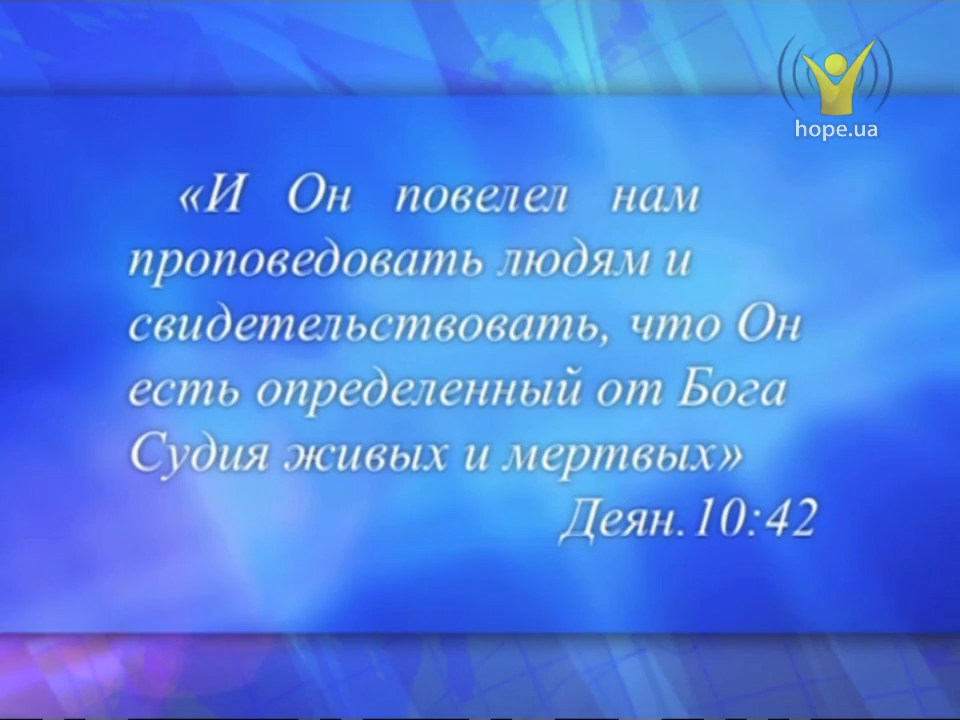 hope.ua
«И Он повелел нам
проповедовать людям и
свидетельствовать, что Он
есть определенный от Бога
Судия живых и мертвых»
Деян.10:42